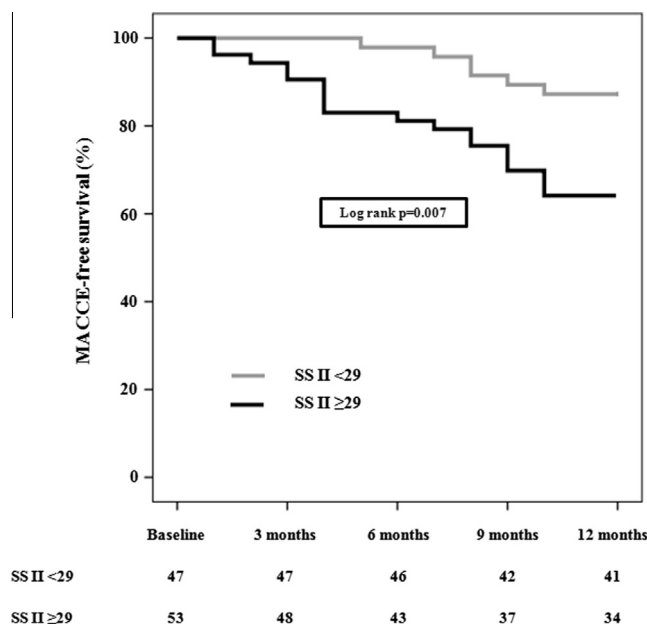 100
80
60
40
20
0
MACCE-free survival (%)
Log rank p=0.007
SS II <29
SS II ≥29
Baseline 3 months 6 months 9 months 12 months
SS II <29 47 47 46 42 41
SS II ≥29 53 48 43 37 34